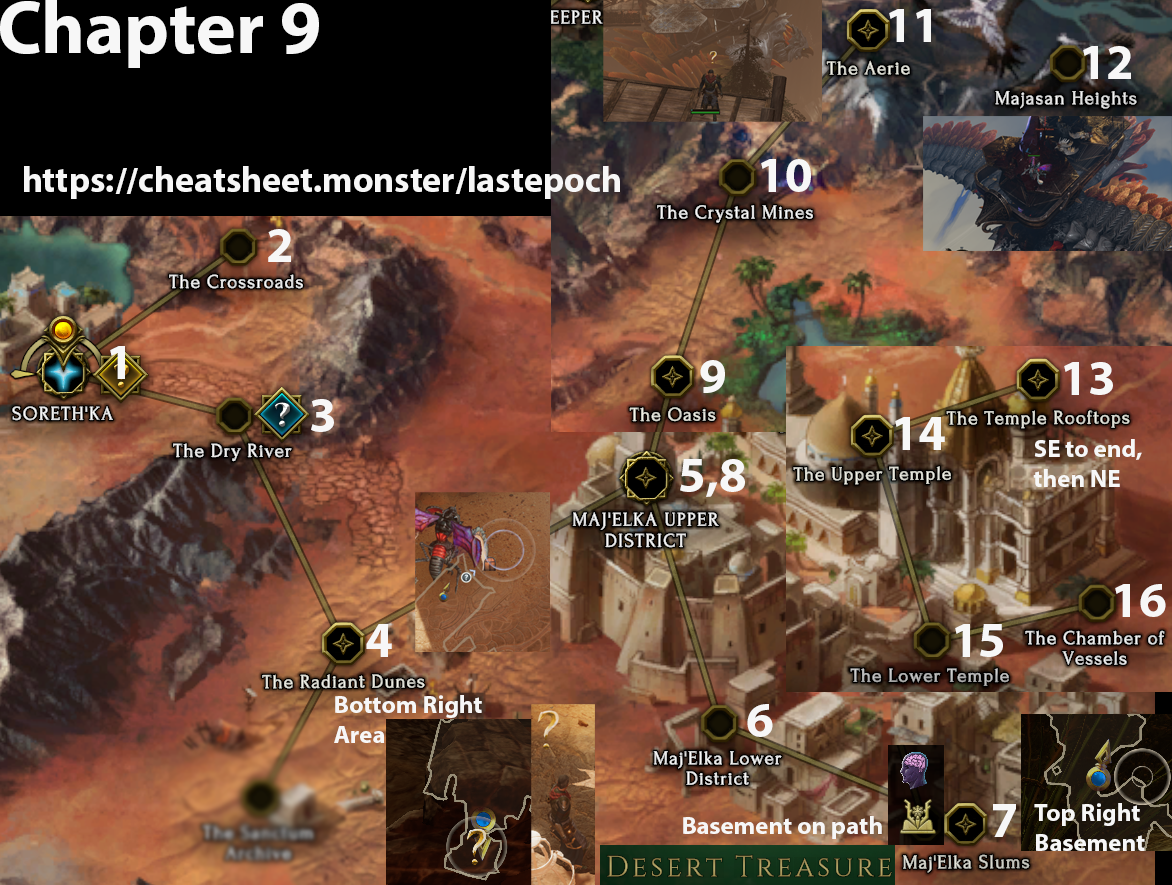 Chapter 9
https://cheatsheet.monster/lastepoch
EEPER
?
11
The Aerie
12
Majasan Heights
10
The Crystal Mines
2
The Crossroads
1
SORETH'KA
?
3
The Dry River
9
The Oasis
13
The Temple Rooftops
SE to end,
then NE
14
The Upper Temple
5,8
MAJ'ELKA UPPER
DISTRICT
?
4
The Radiant Dunes
Bottom Right
Area
?
?
The Sanctum
Archive
16
The Chamber of
Vessels
15
The Lower Temple
6
Maj'Elka Lower
District
Basement on path
7
Maj'Elka Slums
Top Right
Basement
DESERT TREASURE